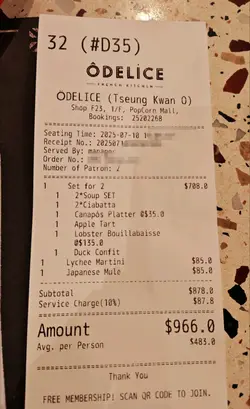 32 (#D35)
ÔDELICE
FRENCH KITCHEN
ÔDELICE (Tseung Kwan O)
Shop F23, 1/F, PopCorn Mall,
Bookings: 25202268
Seating Time: 2025-07-10 1
Receipt No.: 2025071
Served By: manager
Order No.:
Number of Patron: 2
1 Set for 2 $708.0
1 2*Soup SET
1 2*Ciabatta
Canapés Platter @$35.0
1 Apple Tart
1 Lobster Bouillabaisse
@$135.0
1 Duck Confit
1 Lychee Martini $85.0
1 Japanese Mule $85.0
Subtotal $878.0
Service Charge(10%) $87.8
Amount $966.0
Avg. per Person $483.0
Thank You
FREE MEMBERSHIP! SCAN QR CODE TO JOIN.